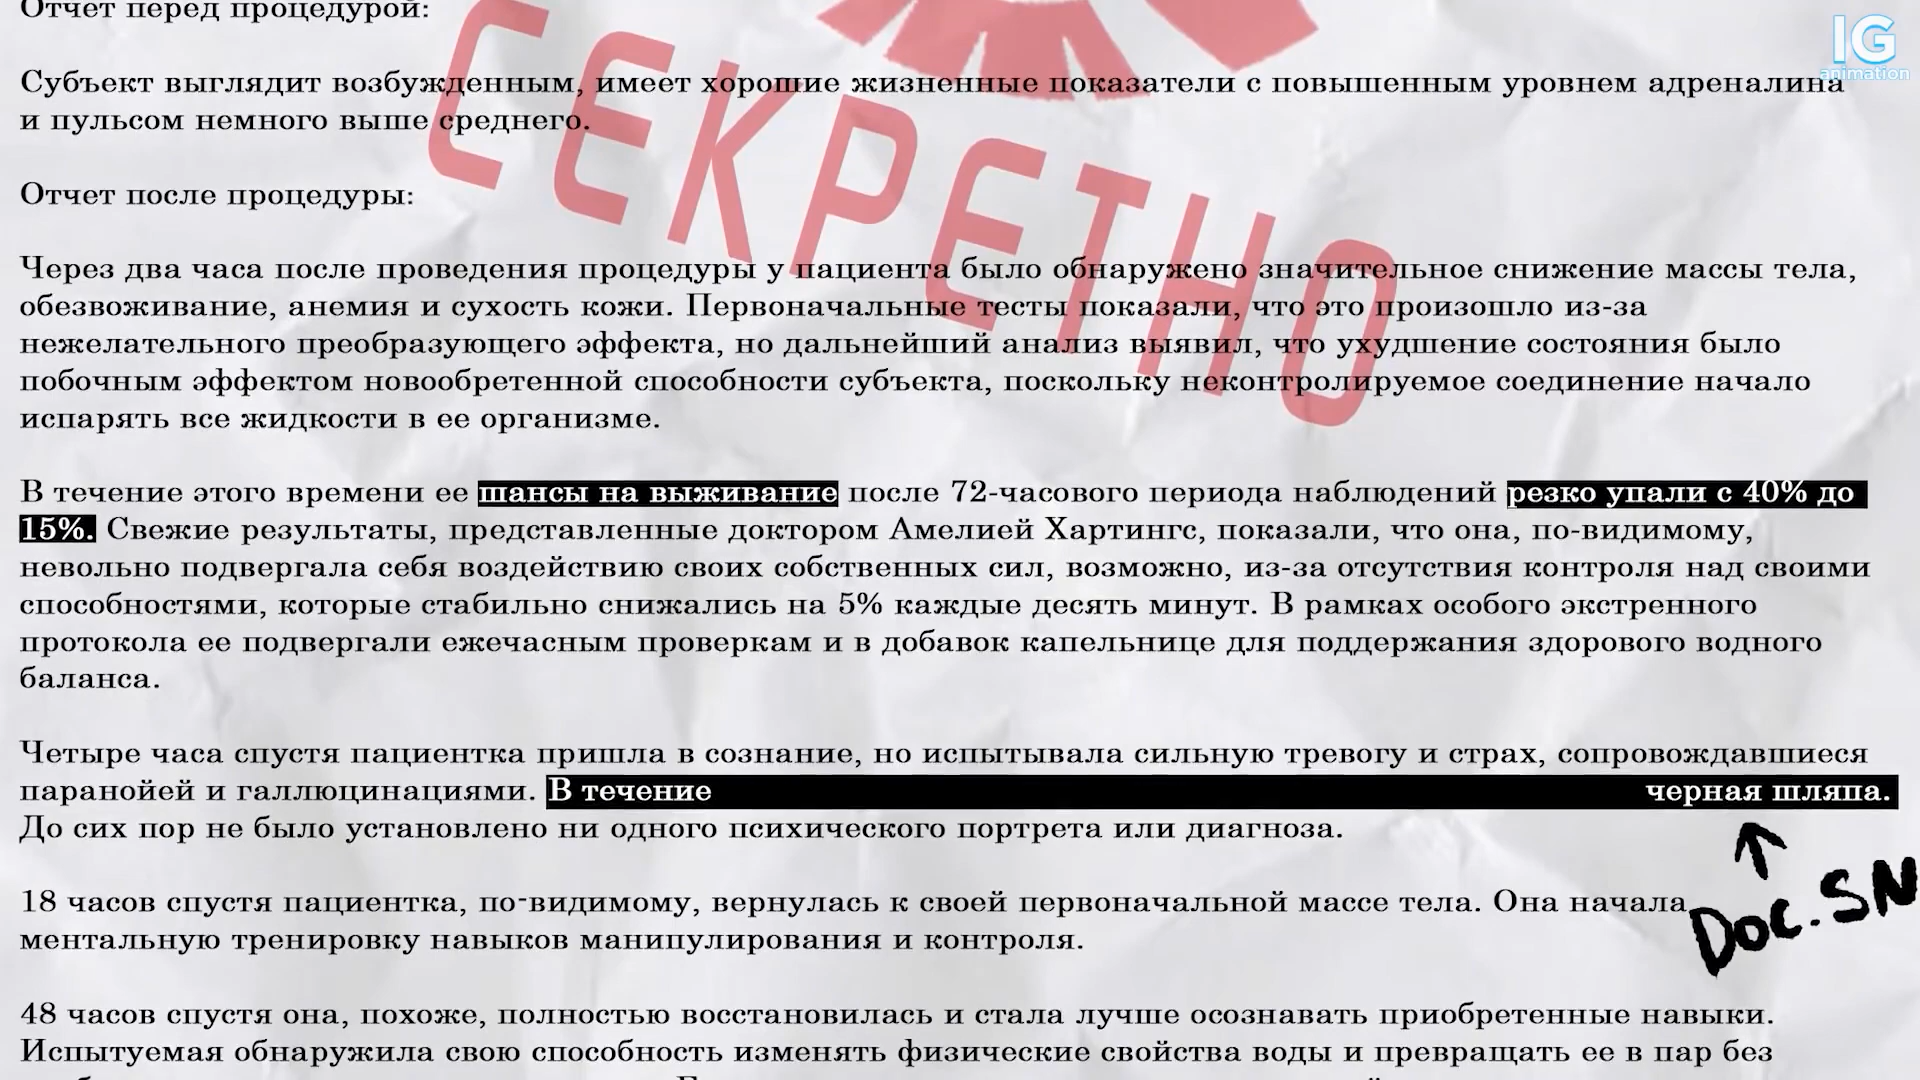 Отчет перед процедурой:
IG
animation
Субъект выглядит возбужденным, имеет хорошие жизненные показатели с повышенным уровнем адреналина
и пульсом немного выше среднего.
СЕКРЕТНО
Отчет после процедуры:
Через два часа после проведения процедуры у пациента было обнаружено значительное снижение массы тела,
обезвоживание, анемия и сухость кожи. Первоначальные тесты показали, что это произошло из-за
нежелательного преобразующего эффекта, но дальнейший анализ выявил, что ухудшение состояния было
побочным эффектом новообретенной способности субъекта, поскольку неконтролируемое соединение начало
испарять все жидкости в ее организме.
В течение этого времени ее шансы на выживание после 72-часового периода наблюдений резко упали с 40% до
15%. Свежие результаты, представленные доктором Амелией Хартингс, показали, что она, по-видимому,
невольно подвергала себя воздействию своих собственных сил, возможно, из-за отсутствия контроля над своими
способностями, которые стабильно снижались на 5% каждые десять минут. В рамках особого экстренного
протокола ее подвергали ежечасным проверкам и в добавок капельнице для поддержания здорового водного
баланса.
Четыре часа спустя пациентка пришла в сознание, но испытывала сильную тревогу и страх, сопровождавшиеся
паранойей и галлюцинациями. В течение черная шляпа.
До сих пор не было установлено ни одного психического портрета или диагноза.
18 часов спустя пациентка, по-видимому, вернулась к своей первоначальной массе тела. Она начала
Doc. SN
ментальную тренировку навыков манипулирования и контроля.
48 часов спустя она, похоже, полностью восстановилась и стала лучше осознавать приобретенные навыки.
Испытуемая обнаружила свою способность изменять физические свойства воды и превращать ее в пар без